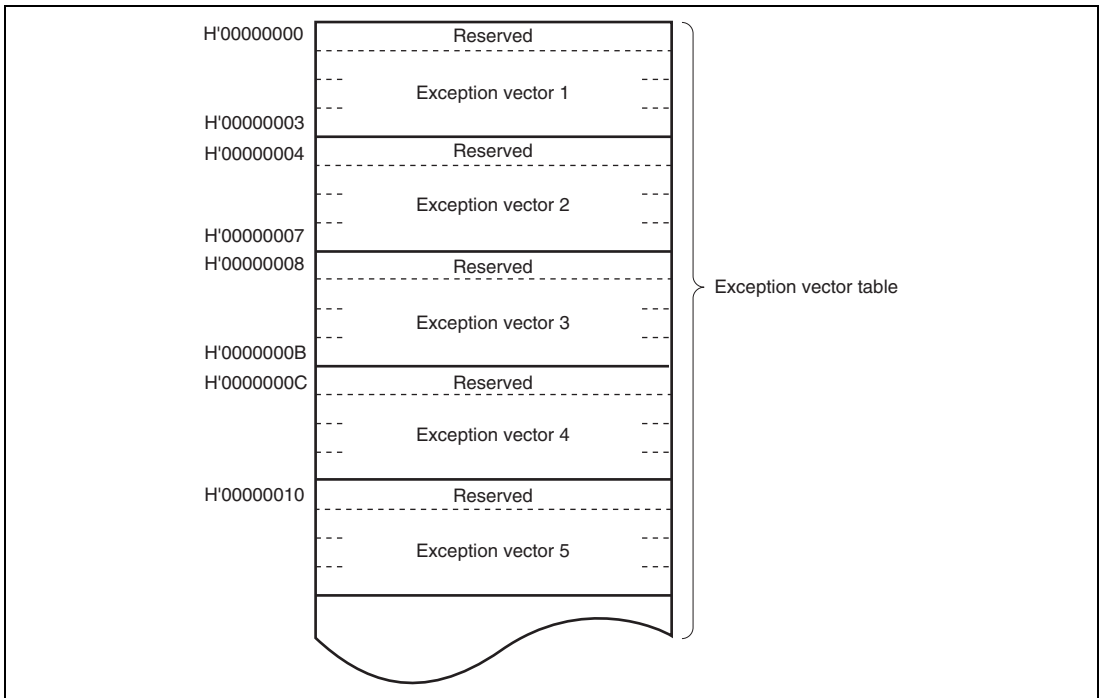 H'00000000 Reserved
Exception vector 1
H'00000003
H'00000004 Reserved
Exception vector 2
H'00000007
H'00000008 Reserved
Exception vector table
Exception vector 3
H'0000000B
H'0000000C Reserved
Exception vector 4
H'00000010 Reserved
Exception vector 5